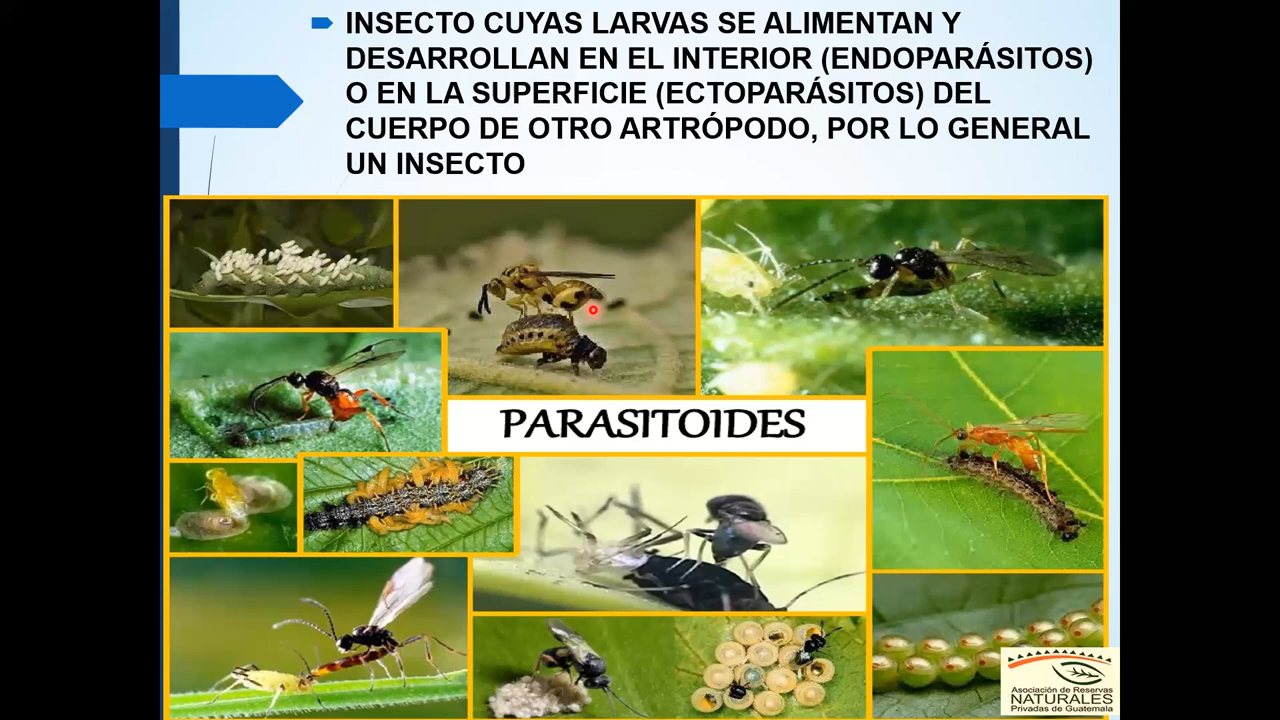 INSECTO CUYAS LARVAS SE ALIMENTAN Y
DESARROLLAN EN EL INTERIOR (ENDOPARÁSITOS)
O EN LA SUPERFICIE (ECTOPARÁSITOS) DEL
CUERPO DE OTRO ARTRÓPODO, POR LO GENERAL
UN INSECTO
PARASITOIDES
Asociación de Reservas
NATURALES
Privadas de Guatemala